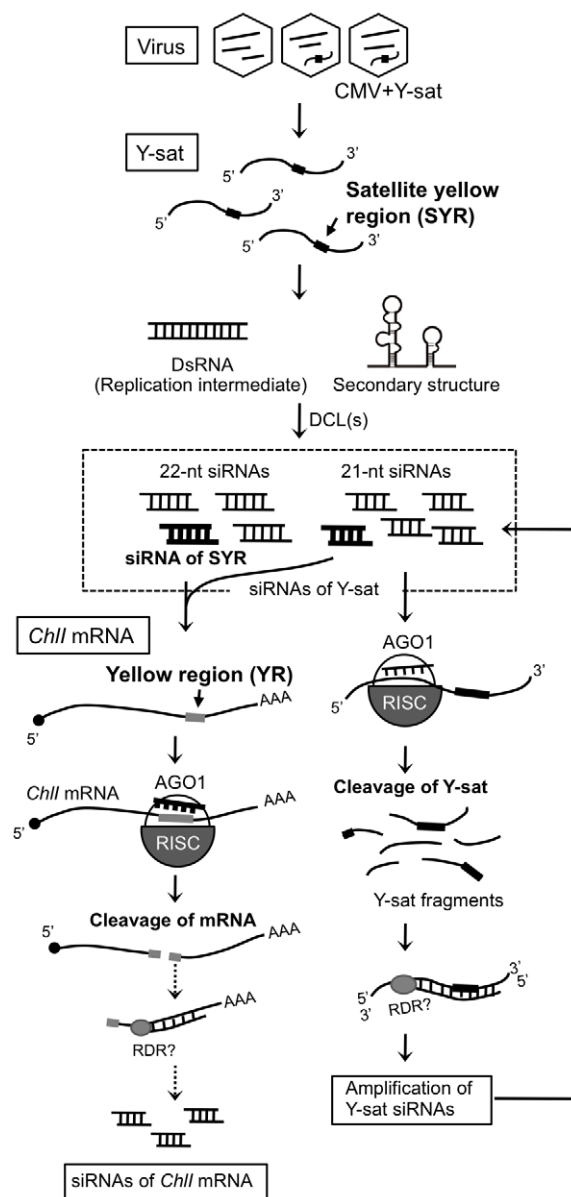 Virus
CMV+Y-sat
Y-sat
5’
3’
5’
3’
5’
3’
Satellite yellow
region (SYR)
DsRNA
(Replication intermediate)
Secondary structure
DCL(s)
22-nt siRNAs
21-nt siRNAs
siRNA of SYR
siRNAs of Y-sat
ChlI mRNA
Yellow region (YR)
AAA
5’
ChlI mRNA
AGO1
AAA
5’
RISC
Cleavage of mRNA
5’
AAA
AAA
RDR?
siRNAs of ChlI mRNA
AGO1
3’
5’
RISC
Cleavage of Y-sat
Y-sat fragments
5’
3’
3’
5’
RDR?
Amplification of
Y-sat siRNAs